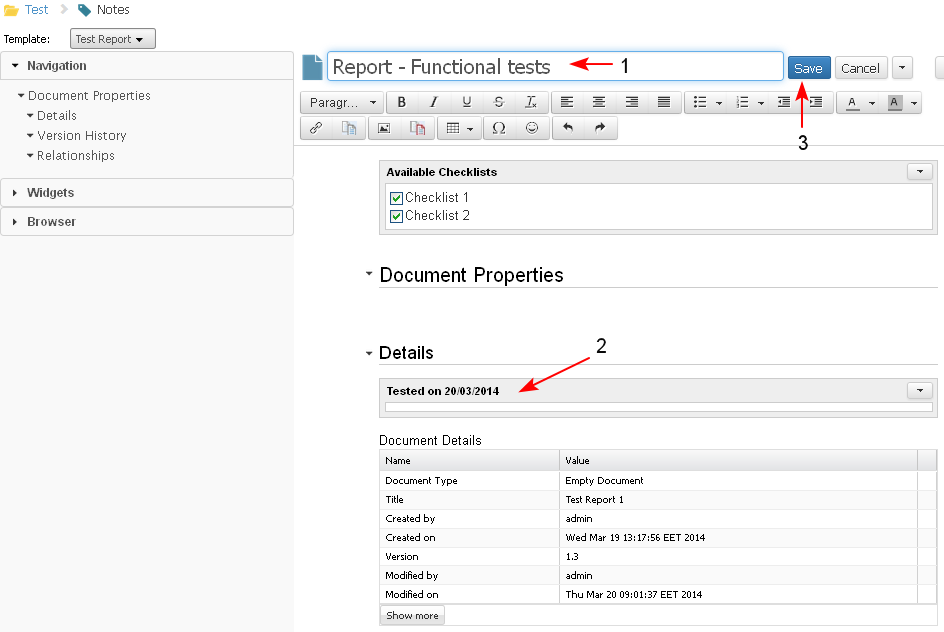 Test Notes
Template: Test Report
Navigation
Document Properties
Details
Version History
Relationships
Widgets
Browser
Report - Functional tests 1 Save Cancel
Paragr... B I U S Ix A A
3
Available Checklists
Checklist 1
Checklist 2
Document Properties
Details 2
Tested on 20/03/2014
Document Details
Name Value
Document Type Empty Document
Title Test Report 1
Created by admin
Created on Wed Mar 19 13:17:56 EET 2014
Version 1.3
Modified by admin
Modified on Thu Mar 20 09:01:37 EET 2014
Show more